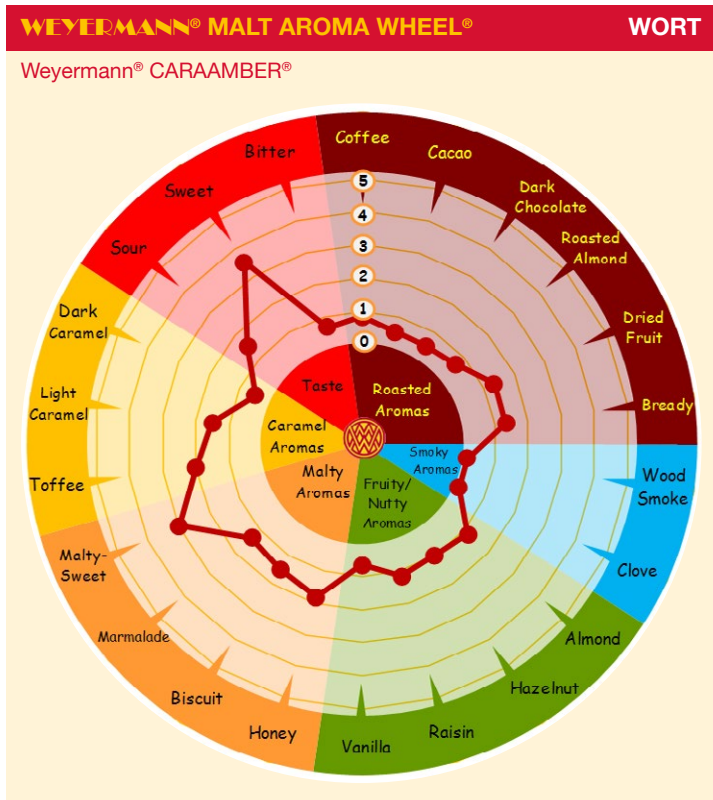 WEYERMANN® MALT AROMA WHEEL® WORT
Weyermann® CARAAMBER®
Coffee
Cacao
Dark
Chocolate
Roasted
Almond
Dried
Fruit
Bready
Wood
Smoke
Clove
Almond
Hazelnut
Raisin
Vanilla
Honey
Biscuit
Marmalade
Malty-
Sweet
Toffee
Light
Caramel
Dark
Caramel
Sour
Sweet
Bitter
5
4
3
2
1
0
Taste
Roasted
Aromas
Smoky
Aromas
Fruity/
Nutty
Aromas
Malty
Aromas
Caramel
Aromas